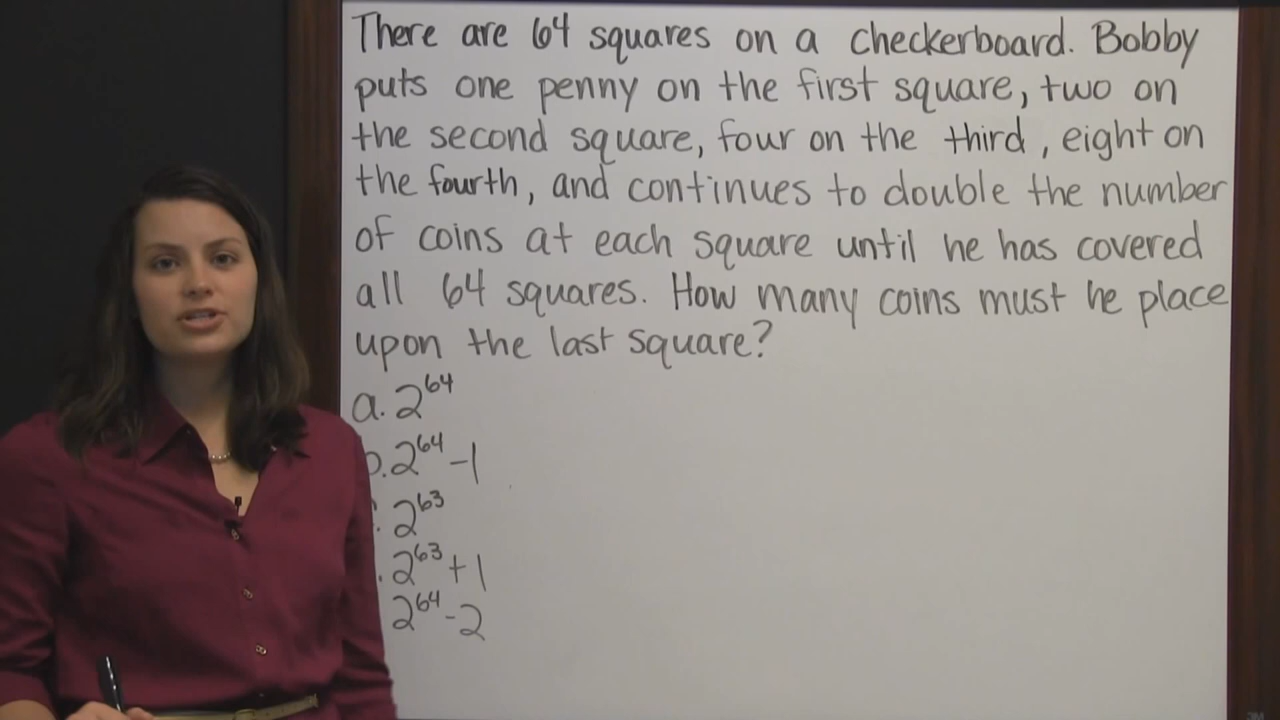 There are 64 squares on a checkerboard. Bobby
puts one penny on the first square, two on
the second square, four on the third, eight on
the fourth, and continues to double the number
of coins at each square until he has covered
all 64 squares. How many coins must he place
upon the last square?
a. 2^64
b. 2^64 - 1
2^63
2^63 + 1
2^64 - 2